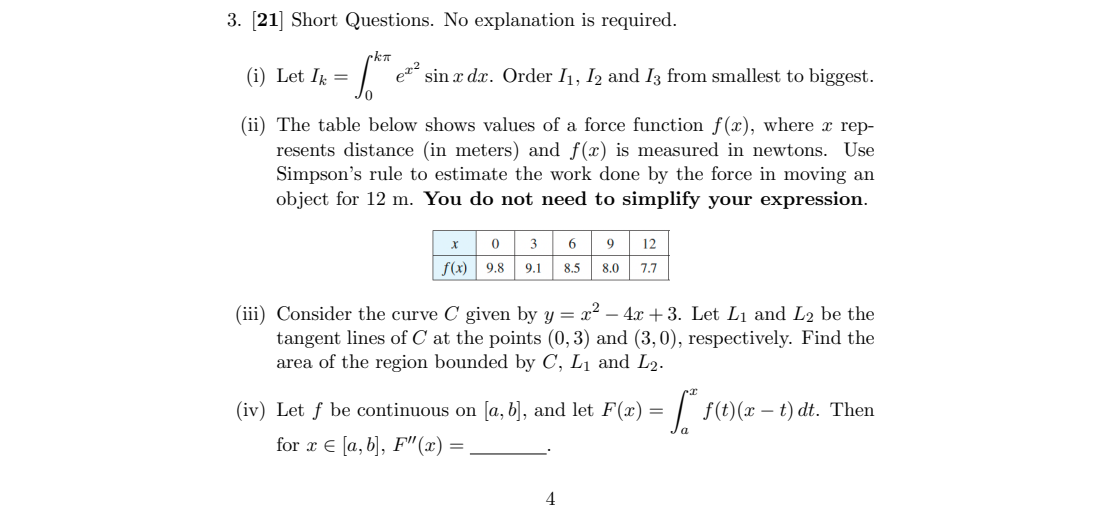 3. [21] Short Questions. No explanation is required.
(i) Let I_k = ∫_0^{kπ} e^{x^2} sin x dx. Order I_1, I_2 and I_3 from smallest to biggest.
(ii) The table below shows values of a force function f(x), where x rep-
resents distance (in meters) and f(x) is measured in newtons. Use
Simpson's rule to estimate the work done by the force in moving an
object for 12 m. You do not need to simplify your expression.
x 0 3 6 9 12
f(x) 9.8 9.1 8.5 8.0 7.7
(iii) Consider the curve C given by y = x^2 − 4x + 3. Let L_1 and L_2 be the
tangent lines of C at the points (0, 3) and (3, 0), respectively. Find the
area of the region bounded by C, L_1 and L_2.
(iv) Let f be continuous on [a, b], and let F(x) = ∫_a^x f(t)(x − t) dt. Then
for x ∈ [a, b], F″(x) = ________.
4